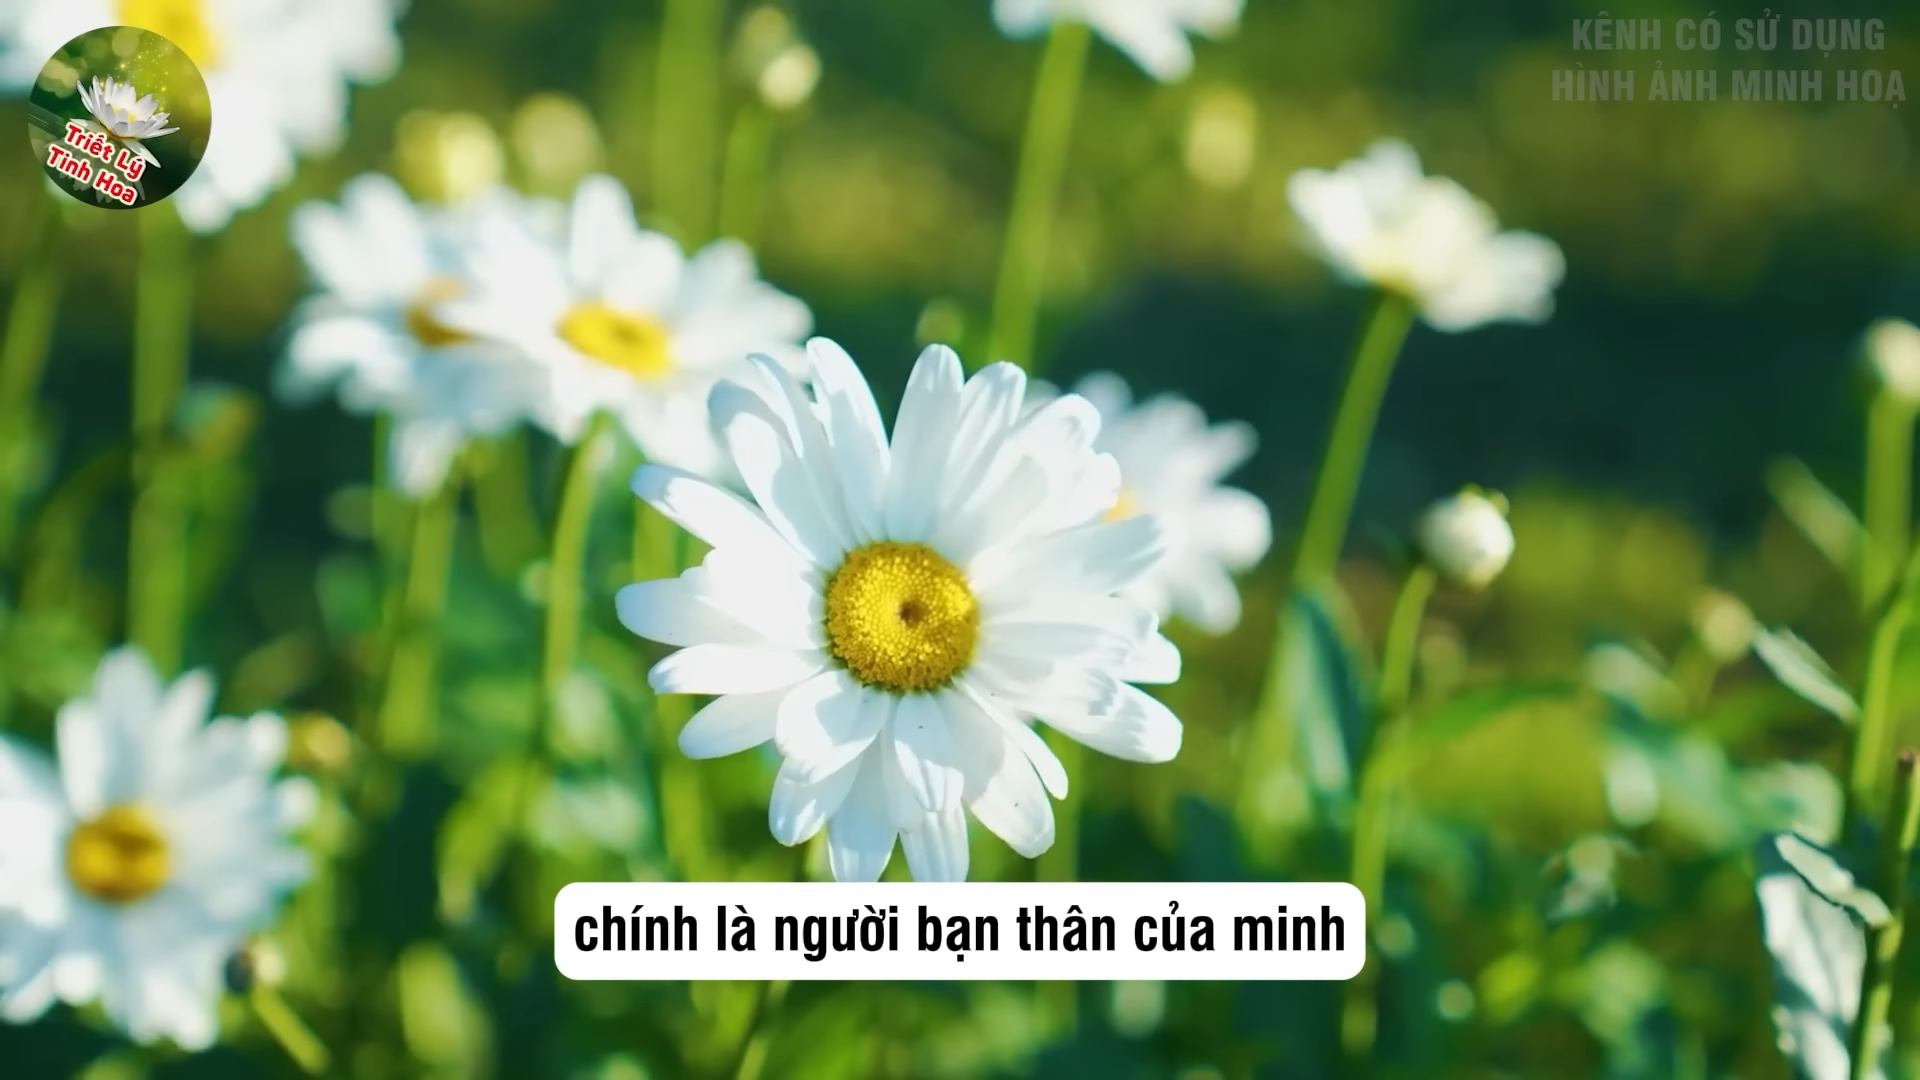 KÊNH CÓ SỬ DỤNG
HÌNH ẢNH MINH HOẠ
Triết Lý
Tinh Hoa
chính là người bạn thân của minh